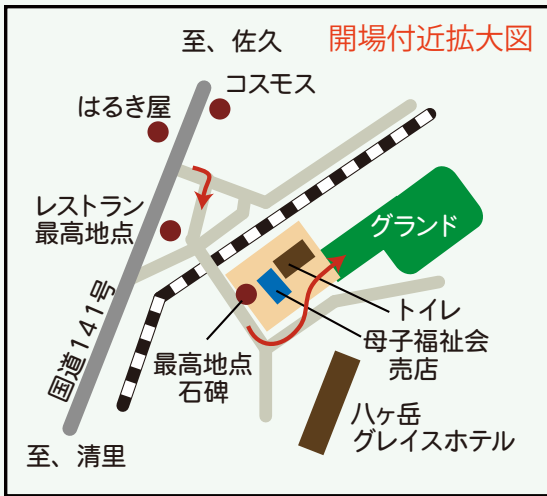 開場付近拡大図
至、佐久
コスモス
はるき屋
レストラン
最高地点
グランド
国道141号
トイレ
母子福祉会
売店
最高地点
石碑
八ヶ岳
グレイスホテル
至、清里